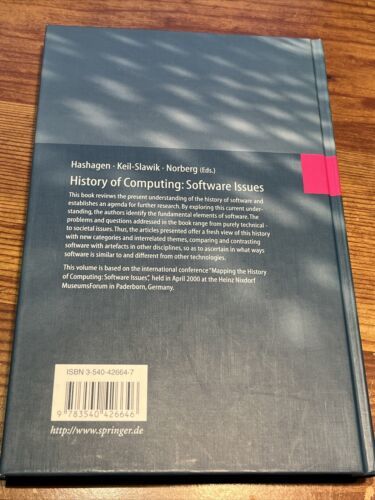 Hashagen · Keil-Slawik · Norberg (Eds.)
History of Computing: Software Issues
This book reviews the present understanding of the history of software and
establishes an agenda for further research. By exploring this current under-
standing, the authors identify the fundamental elements of software. The
problems and questions addressed in the book range from purely technical
to societal issues. Thus, the articles presented offer a fresh view of this history
with new categories and interrelated themes, comparing and contrasting
software with artefacts in other disciplines, so as to ascertain in what ways
software is similar to and different from other technologies.
This volume is based on the international conference "Mapping the History
of Computing: Software Issues", held in April 2000 at the Heinz Nixdorf
MuseumsForum in Paderborn, Germany.
ISBN 3-540-42664-7
9 783540 426646
http://www.springer.de